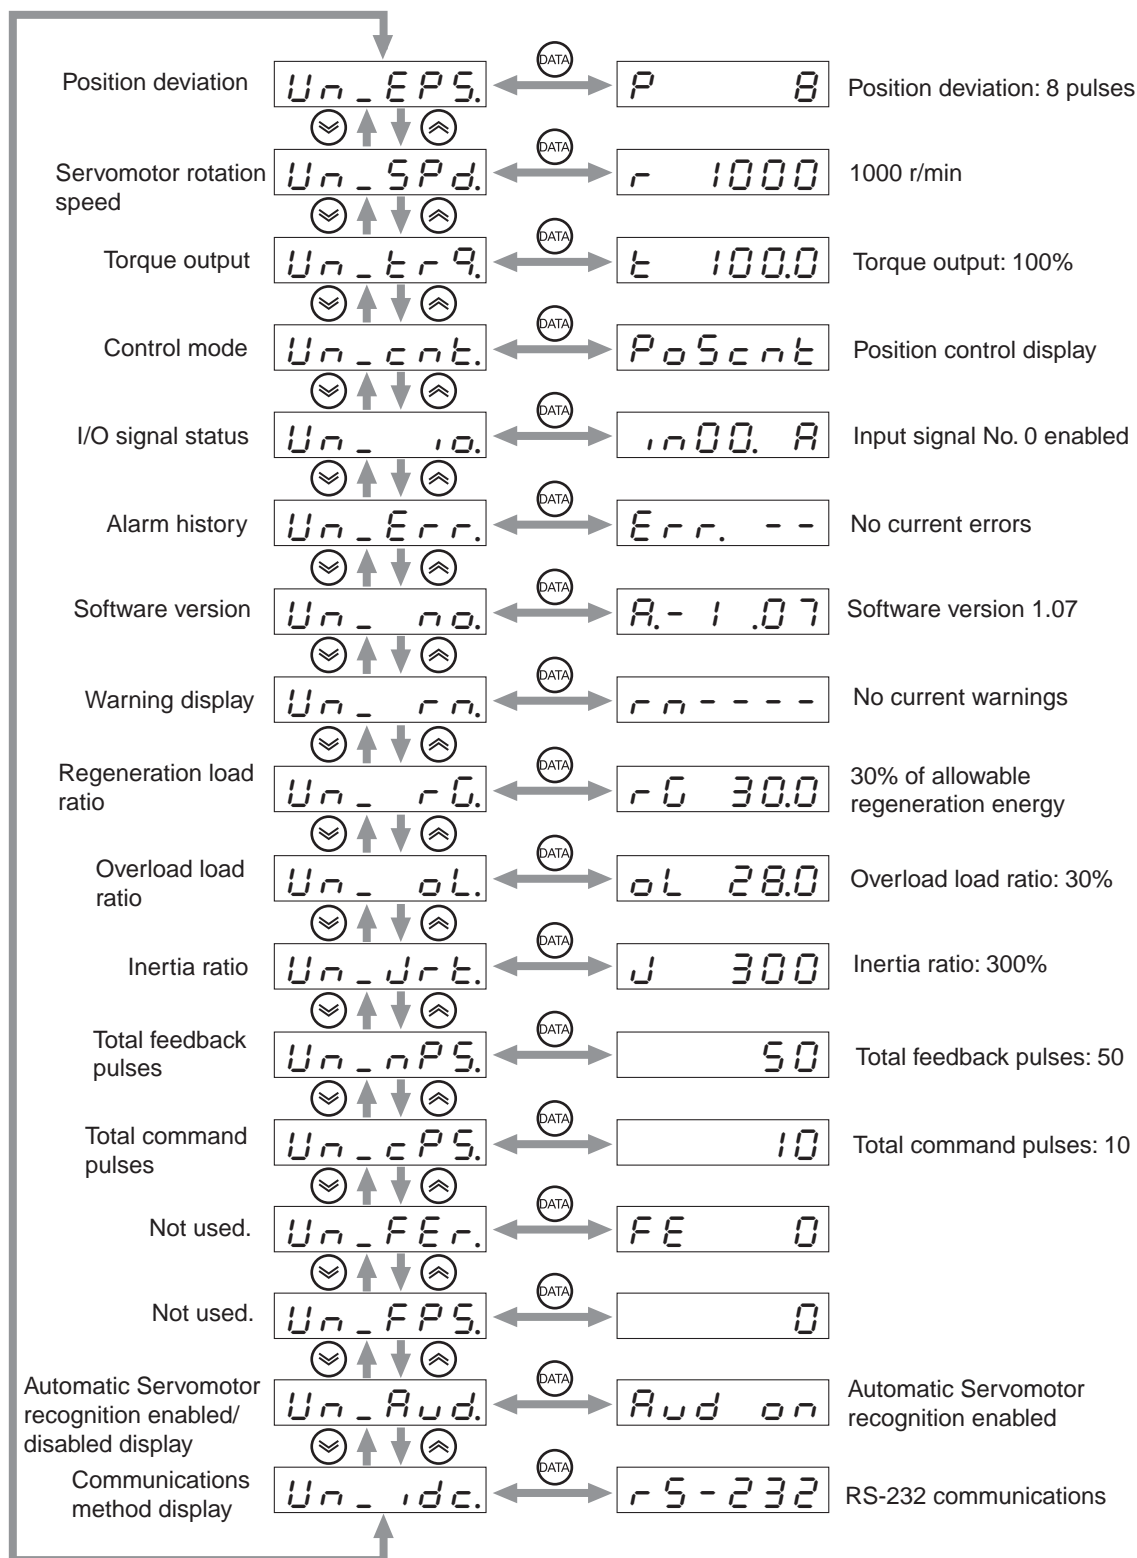 DATA
Position deviation
Un_EPS.
P 8
Position deviation: 8 pulses
DATA
Servomotor rotation
speed
Un_SPd.
r 1000
1000 r/min
DATA
Torque output
Un_trq.
t 100.0
Torque output: 100%
DATA
Control mode
Un_cnt.
PoScnt
Position control display
DATA
I/O signal status
Un_ io.
in00. A
Input signal No. 0 enabled
DATA
Alarm history
Un_Err.
Err. --
No current errors
DATA
Software version
Un_ no.
A.- 1 .07
Software version 1.07
DATA
Warning display
Un_ rn.
rn----
No current warnings
DATA
Regeneration load
ratio
Un_ rG.
rG 30.0
30% of allowable
regeneration energy
DATA
Overload load
ratio
Un_ oL.
oL 28.0
Overload load ratio: 30%
DATA
Inertia ratio
Un_Jrt.
J 300
Inertia ratio: 300%
DATA
Total feedback
pulses
Un_nPS.
50
Total feedback pulses: 50
DATA
Total command
pulses
Un_cPS.
10
Total command pulses: 10
DATA
Not used.
Un_FEr.
FE 0
DATA
Not used.
Un_FPS.
0
DATA
Automatic Servomotor
recognition enabled/
disabled display
Un_Aud.
Aud on
Automatic Servomotor
recognition enabled
DATA
Communications
method display
Un_ idc.
rS-232
RS-232 communications